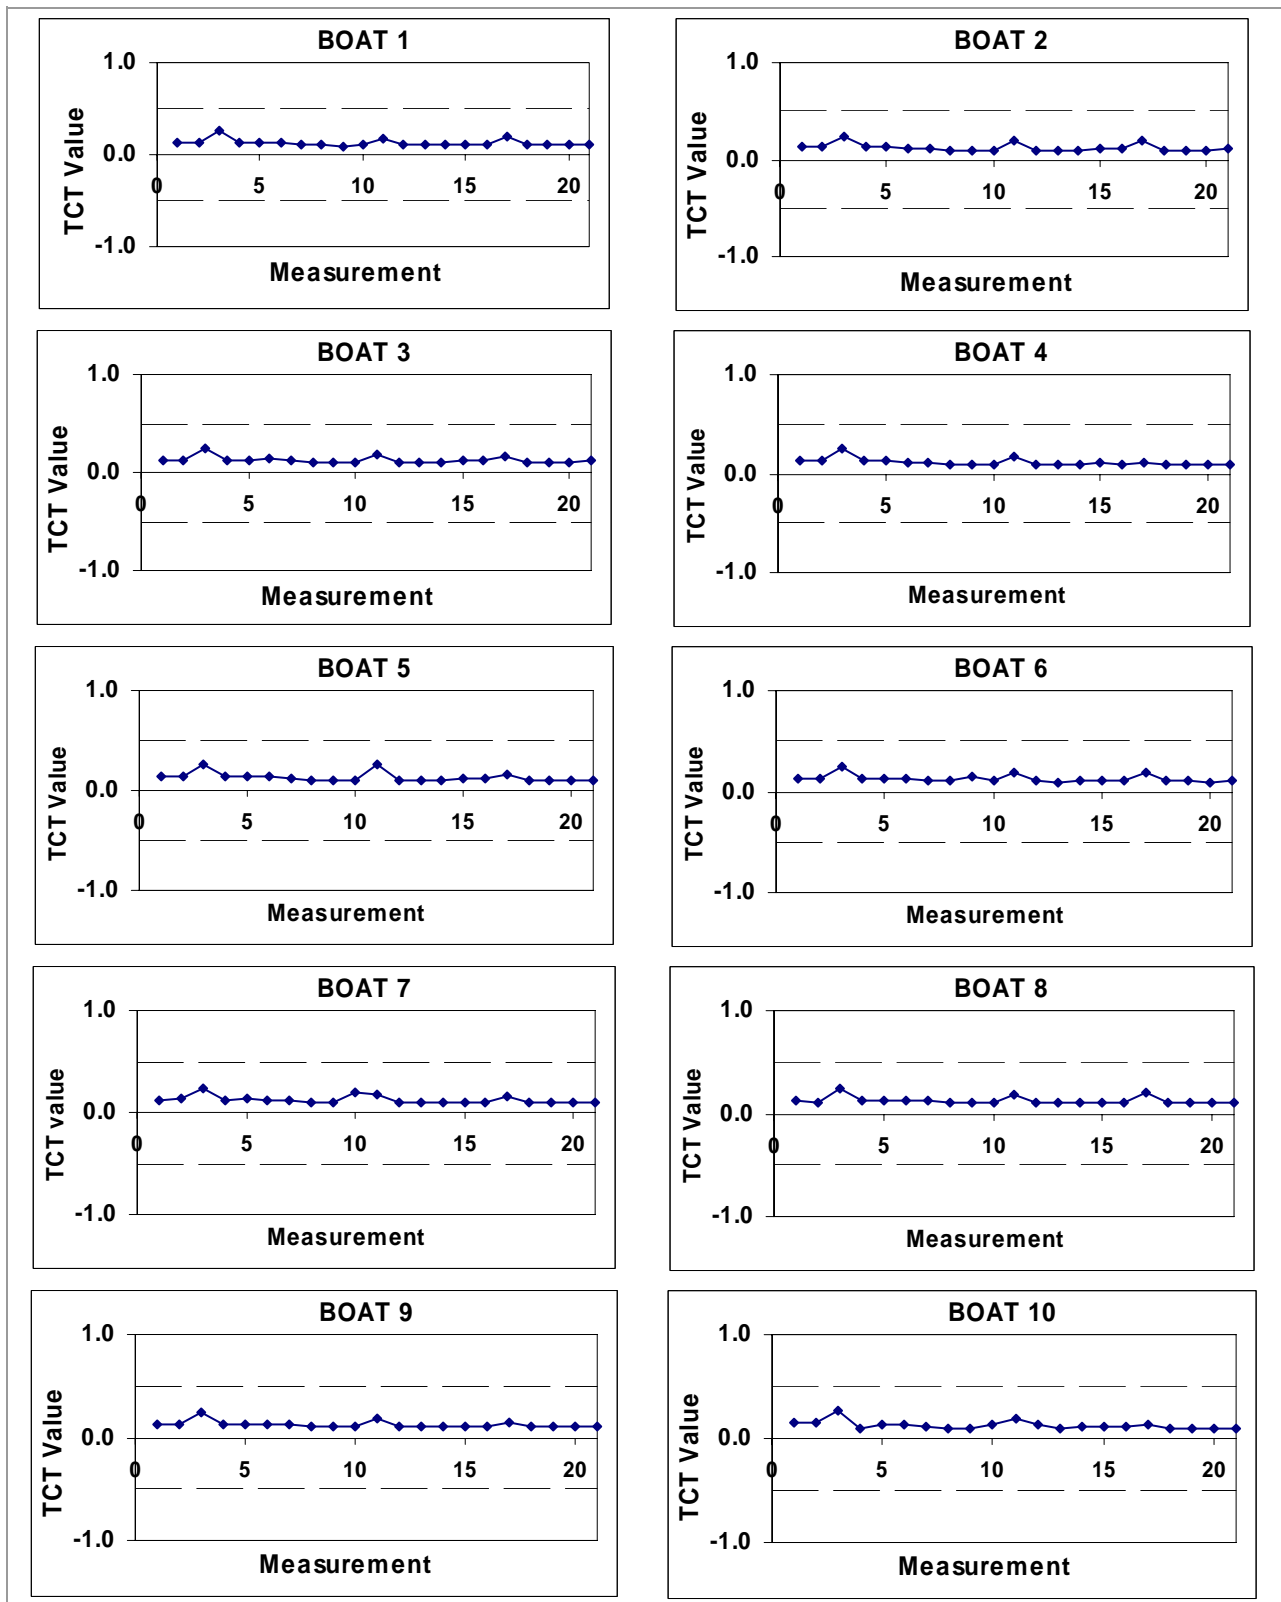 BOAT 1
1.0
0.0
-1.0
0 5 10 15 20
TCT Value
Measurement
BOAT 2
1.0
0.0
-1.0
0 5 10 15 20
TCT Value
Measurement
BOAT 3
1.0
0.0
-1.0
0 5 10 15 20
TCT Value
Measurement
BOAT 4
1.0
0.0
-1.0
0 5 10 15 20
TCT Value
Measurement
BOAT 5
1.0
0.0
-1.0
0 5 10 15 20
TCT Value
Measurement
BOAT 6
1.0
0.0
-1.0
0 5 10 15 20
TCT Value
Measurement
BOAT 7
1.0
0.0
-1.0
0 5 10 15 20
TCT value
Measurement
BOAT 8
1.0
0.0
-1.0
0 5 10 15 20
TCT Value
Measurement
BOAT 9
1.0
0.0
-1.0
0 5 10 15 20
TCT Value
Measurement
BOAT 10
1.0
0.0
-1.0
0 5 10 15 20
TCT Value
Measurement